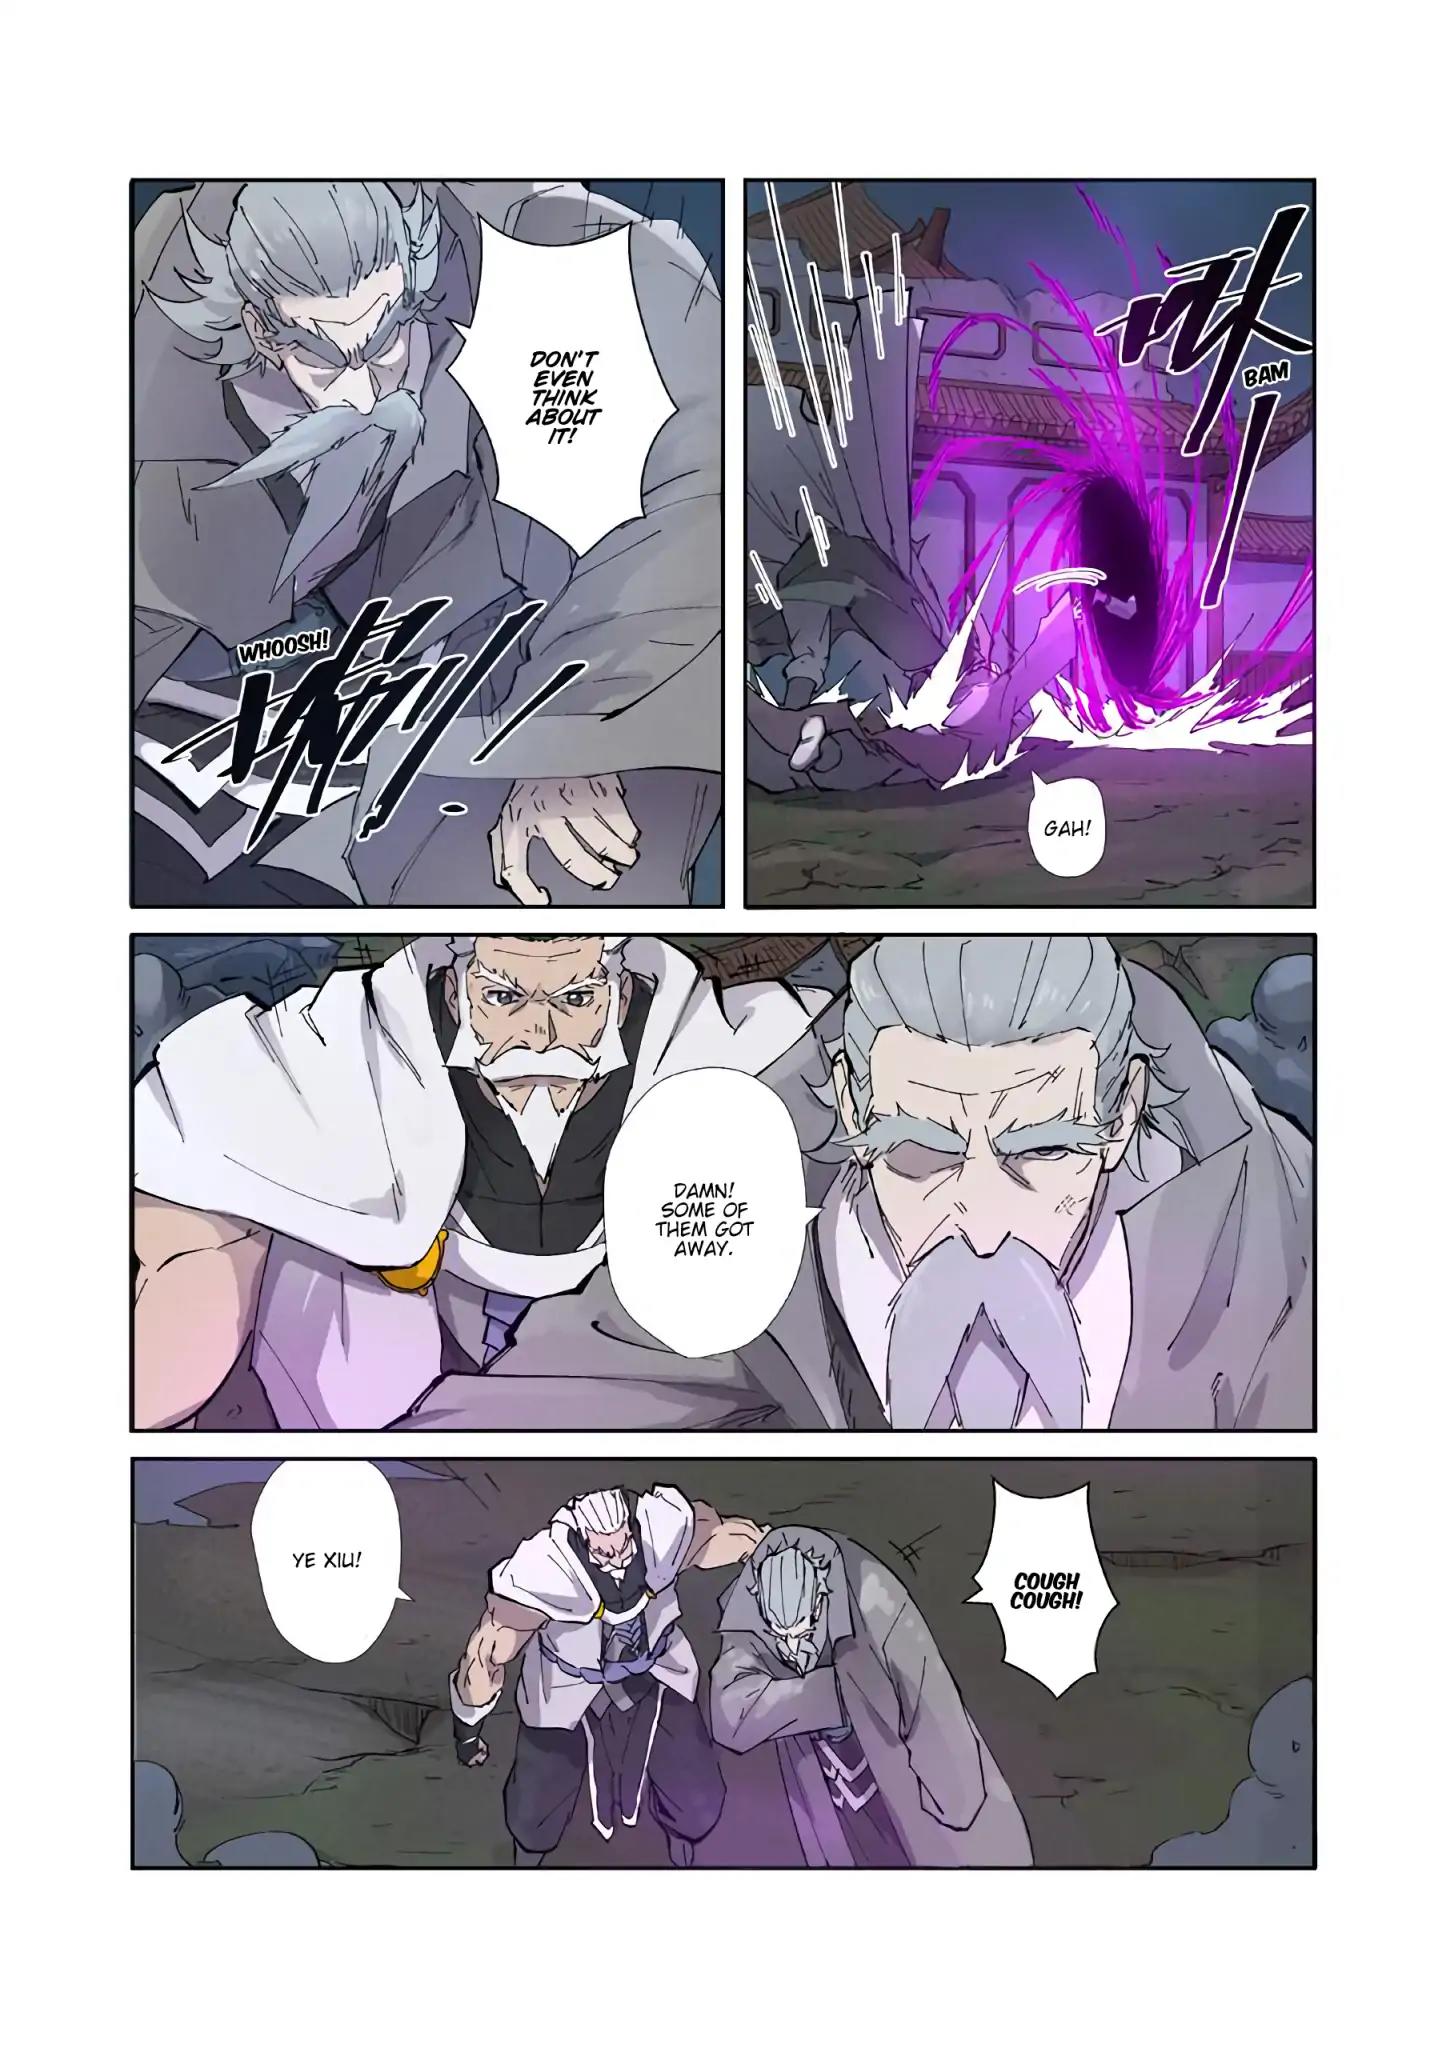 DON'T
EVEN
THINK
ABOUT
IT!
WHOOSH!
BAM
GAH!
DAMN!
SOME OF
THEM GOT
AWAY.
YE XIU!
COUGH
COUGH!